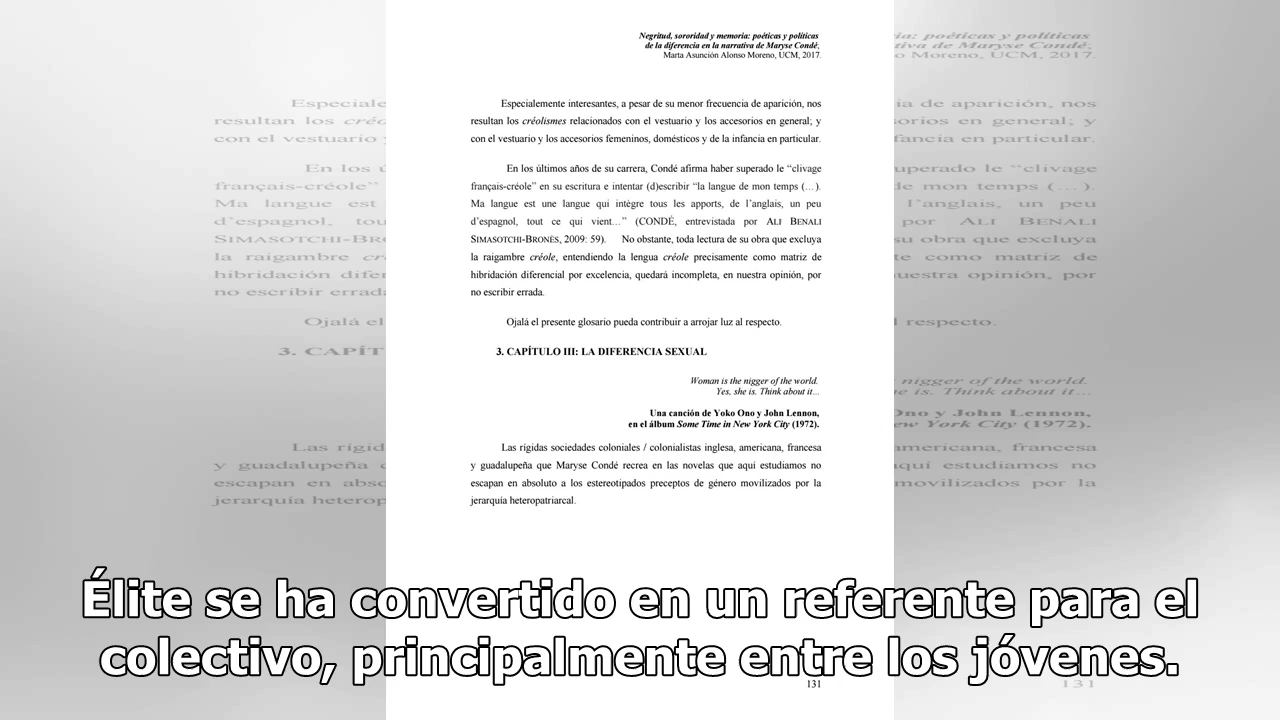 Negritud, sororidad y memoria: poéticas y políticas
de la diferencia en la narrativa de Maryse Condé,
Marta Asunción Alonso Moreno, UCM, 2017.
Especialmente interesantes, a pesar de su menor frecuencia de aparición, nos
resultan los créolismes relacionados con el vestuario y los accesorios en general; y
con el vestuario y los accesorios femeninos, domésticos y de la infancia en particular.
En los últimos años de su carrera, Condé afirma haber superado le “clivage
français-créole” en su escritura e intentar (d)escribir “la langue de mon temps (…).
Ma langue est une langue qui intègre tous les apports, de l’anglais, un peu
d’espagnol, tout ce qui vient…” (CONDÉ, entrevistada por ALI BENALI
SIMASOTCHI-BRONÈS, 2009: 59). No obstante, toda lectura de su obra que excluya
la raigambre créole, entendiendo la lengua créole precisamente como matriz de
hibridación diferencial por excelencia, quedará incompleta, en nuestra opinión, por
no escribir errada.
Ojalá el presente glosario pueda contribuir a arrojar luz al respecto.
3. CAPÍTULO III: LA DIFERENCIA SEXUAL
Woman is the nigger of the world.
Yes, she is. Think about it...
Una canción de Yoko Ono y John Lennon,
en el álbum Some Time in New York City (1972).
Las rígidas sociedades coloniales / colonialistas inglesa, americana, francesa
y guadalupeña que Maryse Condé recrea en las novelas que aquí estudiamos no
escapan en absoluto a los estereotipados preceptos de género movilizados por la
jerarquía heteropatriarcal.
Élite se ha convertido en un referente para el
colectivo, principalmente entre los jóvenes.
131